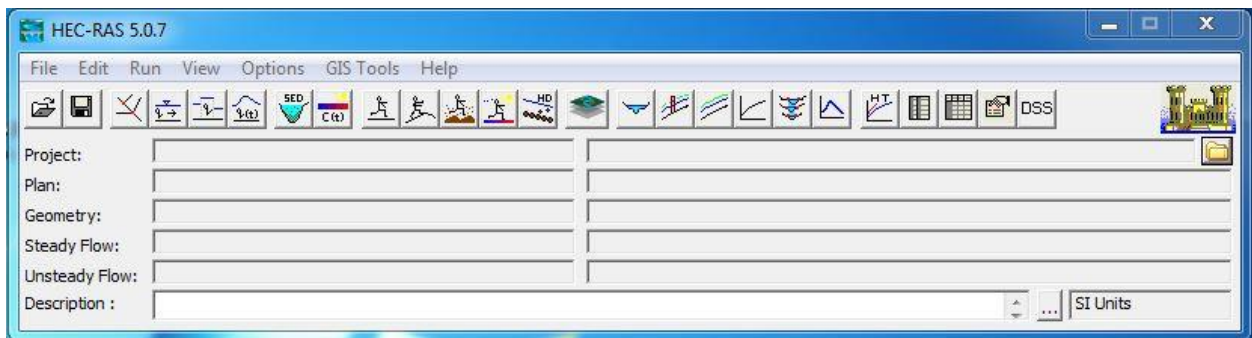 HEC-RAS 5.0.7
File Edit Run View Options GIS Tools Help
SED C(t) HD HT DSS
Project:
Plan:
Geometry:
Steady Flow:
Unsteady Flow:
Description : ... SI Units